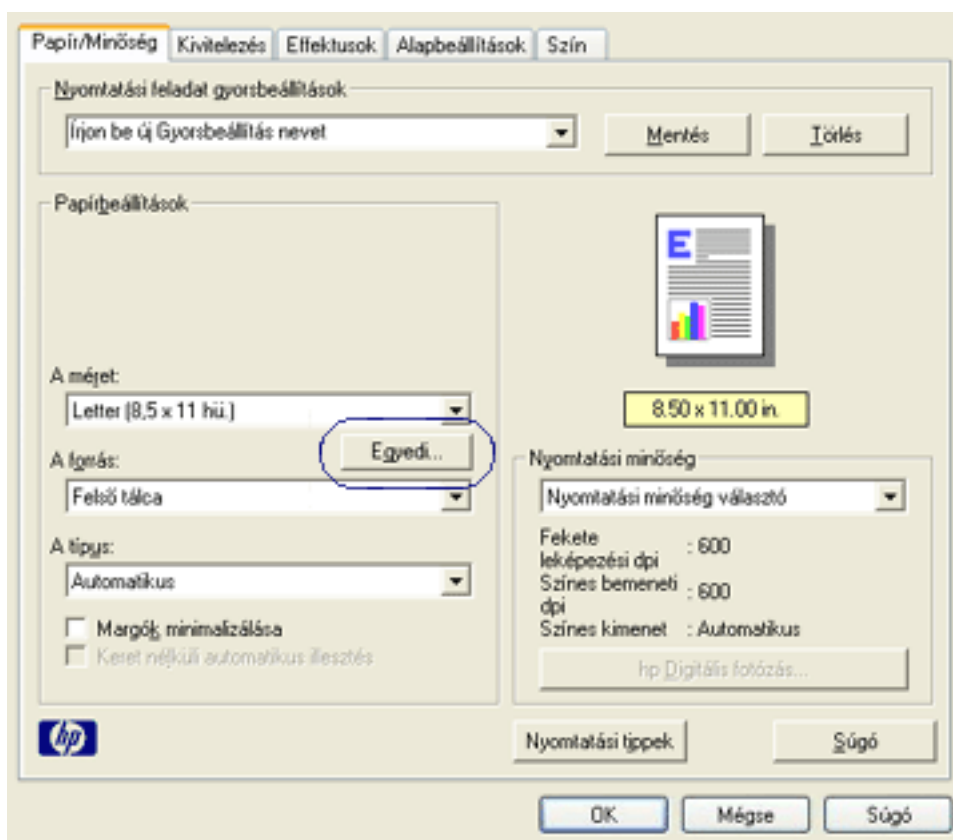 Papír/Minőség Kivitelezés Effektusok Alapbeállítások Szín
Nyomtatási feladat gyorsbeállítások
Írjon be új Gyorsbeállítás nevet Mentés Törlés
Papírbeállítások
E
A méret:
Letter (8,5 x 11 hü.) 8.50 x 11.00 in.
Egyedi...
A forrás: Nyomtatási minőség
Felső tálca Nyomtatási minőség választó
A típus:
Fekete leképezési dpi : 600
Automatikus
Színes bemeneti dpi : 600
Margók minimalizálása Színes kimenet : Automatikus
Keret nélküli automatikus illesztés hp Digitális fotózás...
hp Nyomtatási tippek Súgó
OK Mégse Súgó